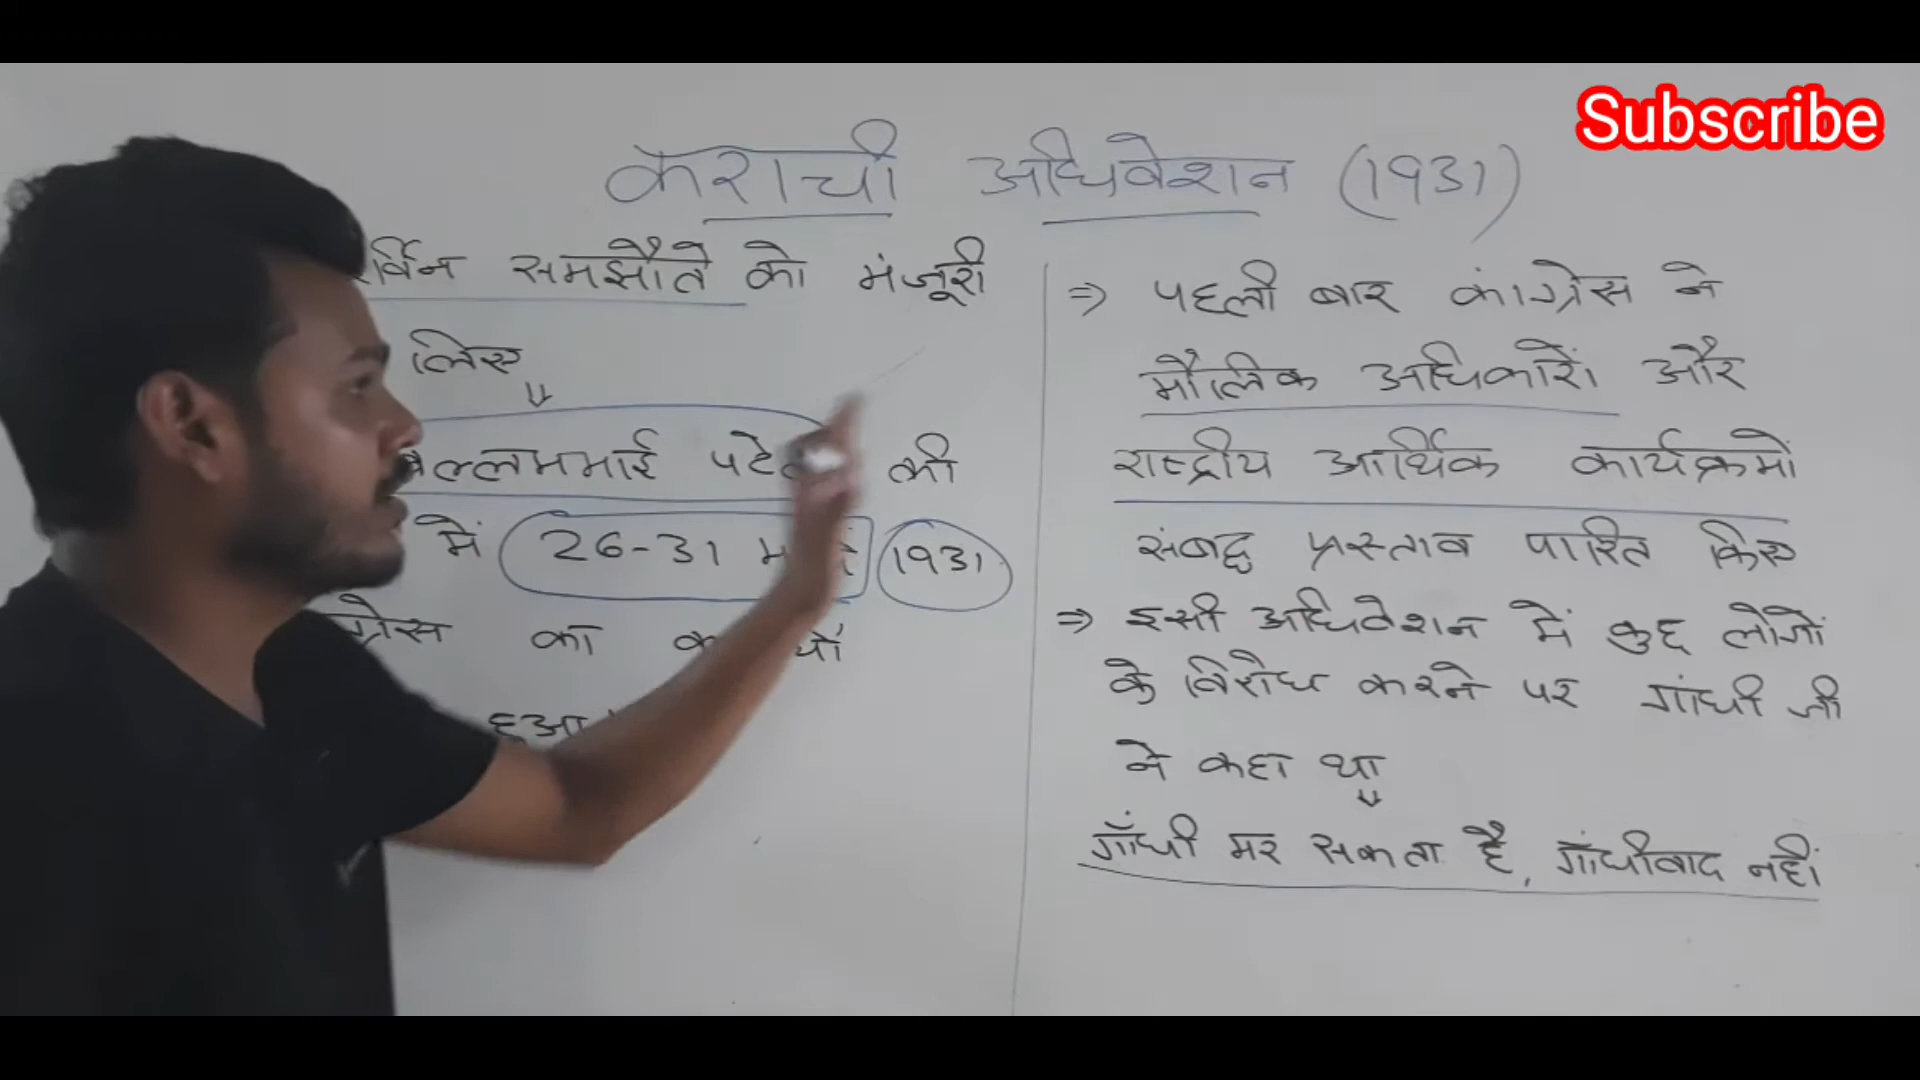 Subscribe
कराची अधिवेशन (1931)
र्विन समझौते को मंजूरी
लिए
वल्लभभाई पटेल की
में 26-31 1931
ग्रेस का
हुआ
⇒ पहली बार कांग्रेस ने
मौलिक अधिकारों और
राष्ट्रीय आर्थिक कार्यक्रमों
संबद्ध प्रस्ताव पारित किए
⇒ इसी अधिवेशन में कुछ लोगों
के विरोध करने पर गांधी जी
ने कहा था
गाँधी मर सकता है, गाँधीवाद नहीं